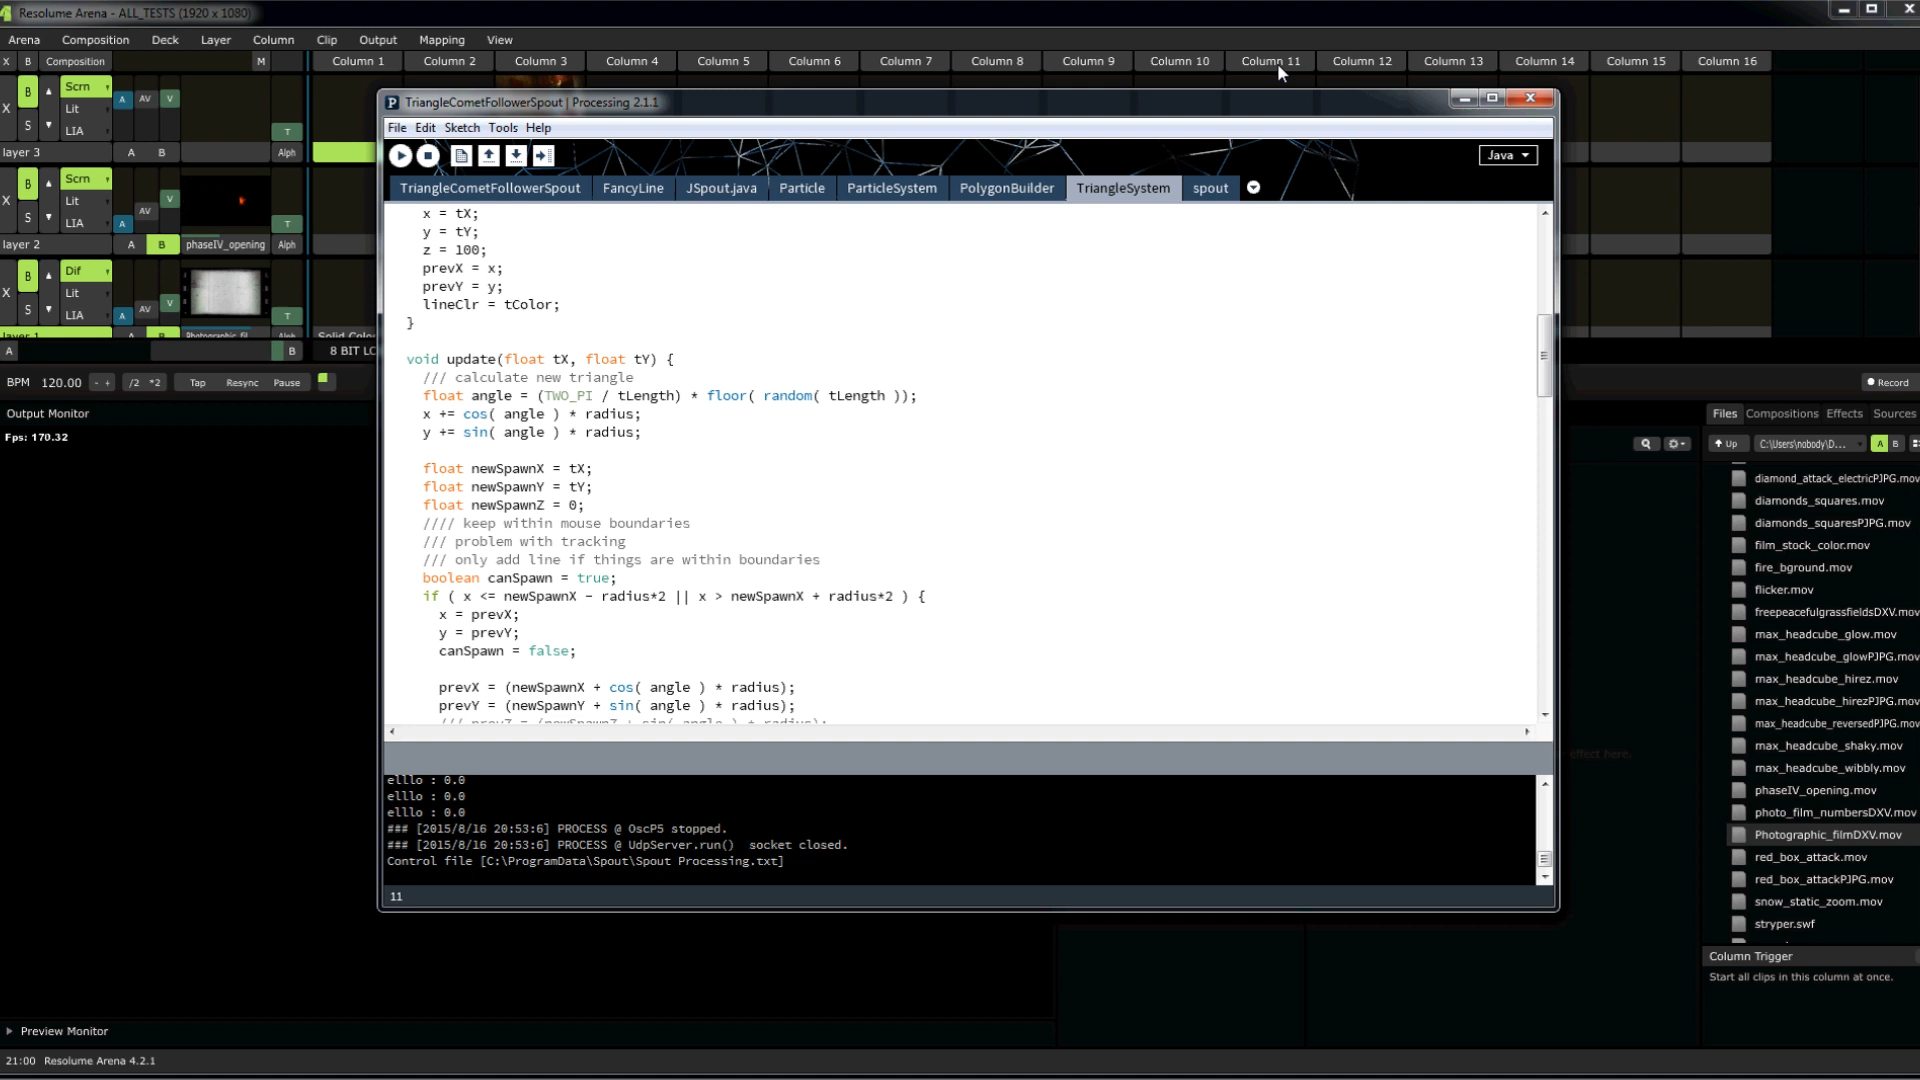 Resolume Arena - ALL_TESTS (1920 x 1080)
Arena Composition Deck Layer Column Clip Output Mapping View
X B Composition M Column 1 Column 2 Column 3 Column 4 Column 5 Column 6 Column 7 Column 8 Column 9 Column 10 Column 11 Column 12 Column 13 Column 14 Column 15 Column 16
X B S Scrn Lit LIA A AV V T
layer 3 A B Alph
X B S Scrn Lit LIA A AV V T
layer 2 A B phaseIV_opening Alph
X B S Dif Lit LIA A AV V T
A B 8 BIT LC
BPM 120.00 - + /2 *2 Tap Resync Pause
Record
Output Monitor
Fps: 170.32
TriangleCometFollowerSpout | Processing 2.1.1
File Edit Sketch Tools Help
Java
TriangleCometFollowerSpout FancyLine JSpout.java Particle ParticleSystem PolygonBuilder TriangleSystem spout
x = tX;
y = tY;
z = 100;
prevX = x;
prevY = y;
lineClr = tColor;
}
void update(float tX, float tY) {
/// calculate new triangle
float angle = (TWO_PI / tLength) * floor( random( tLength ));
x += cos( angle ) * radius;
y += sin( angle ) * radius;
float newSpawnX = tX;
float newSpawnY = tY;
float newSpawnZ = 0;
//// keep within mouse boundaries
/// problem with tracking
/// only add line if things are within boundaries
boolean canSpawn = true;
if ( x <= newSpawnX - radius*2 || x > newSpawnX + radius*2 ) {
x = prevX;
y = prevY;
canSpawn = false;
prevX = (newSpawnX + cos( angle ) * radius);
prevY = (newSpawnY + sin( angle ) * radius);
/// prevZ = (newSpawnZ + sin( angle ) * radius);
elllo : 0.0
elllo : 0.0
elllo : 0.0
### [2015/8/16 20:53:6] PROCESS @ OscP5 stopped.
### [2015/8/16 20:53:6] PROCESS @ UdpServer.run()  socket closed.
Control file [C:\ProgramData\Spout\Spout Processing.txt]
11
Files Compositions Effects Sources
Up C:\Users\nobody\D... A B
diamond_attack_electricPJPG.mov
diamonds_squares.mov
diamonds_squaresPJPG.mov
film_stock_color.mov
fire_bground.mov
flicker.mov
freepeacefulgrassfieldsDXV.mov
max_headcube_glow.mov
max_headcube_glowPJPG.mov
max_headcube_hirez.mov
max_headcube_hirezPJPG.mov
max_headcube_reversedPJPG.mov
max_headcube_shaky.mov
max_headcube_wibbly.mov
phaseIV_opening.mov
photo_film_numbersDXV.mov
Photographic_filmDXV.mov
red_box_attack.mov
red_box_attackPJPG.mov
snow_static_zoom.mov
stryper.swf
effect here.
Column Trigger
Start all clips in this column at once.
Preview Monitor
21:00 Resolume Arena 4.2.1